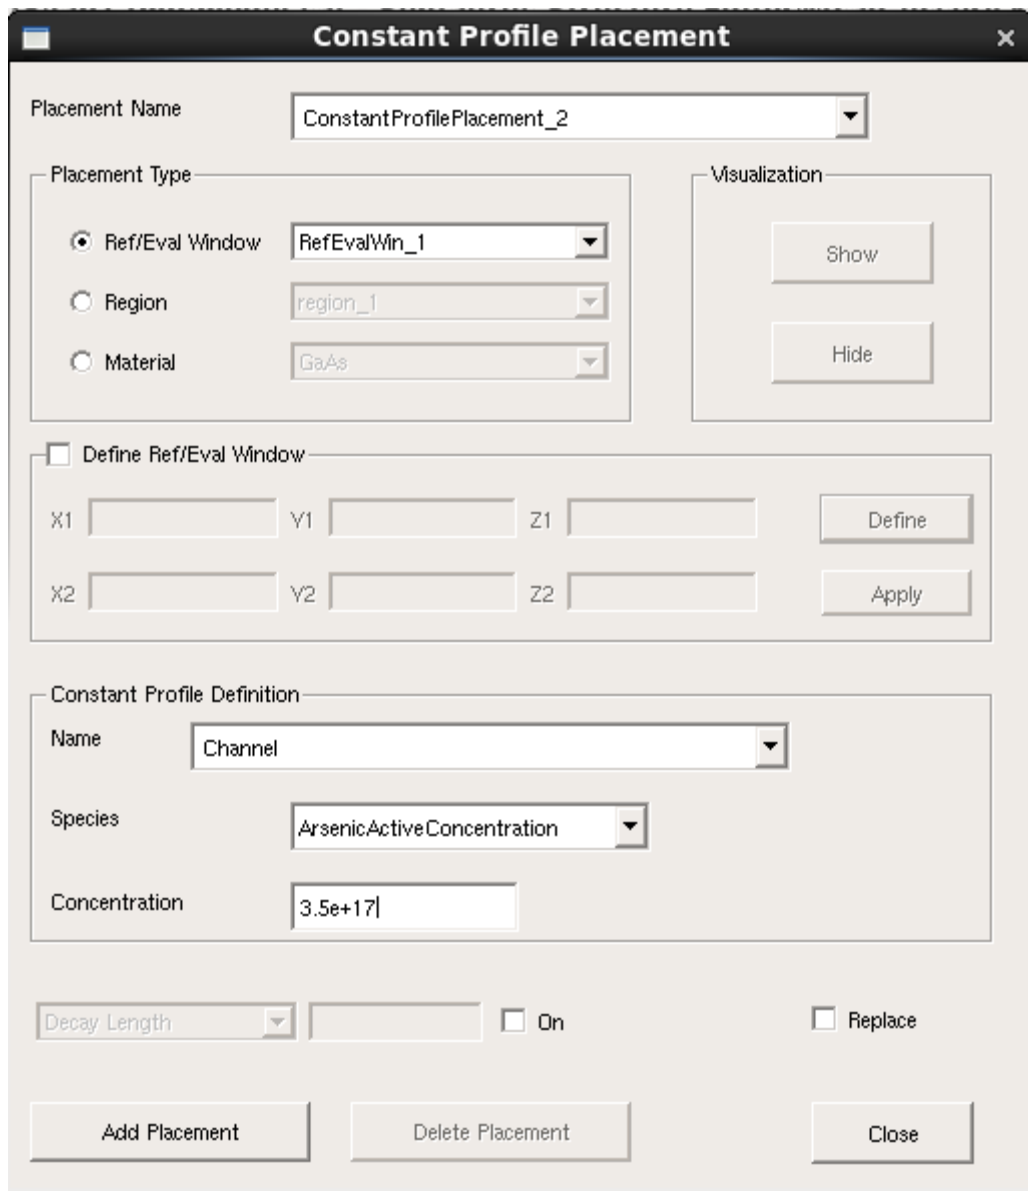 Constant Profile Placement
Placement Name
ConstantProfilePlacement_2
Placement Type
Visualization
Ref/Eval Window
RefEvalWin_1
Show
Region
region_1
Material
GaAs
Hide
Define Ref/Eval Window
X1
Y1
Z1
Define
X2
Y2
Z2
Apply
Constant Profile Definition
Name
Channel
Species
ArsenicActiveConcentration
Concentration
3.5e+17
Decay Length
On
Replace
Add Placement
Delete Placement
Close